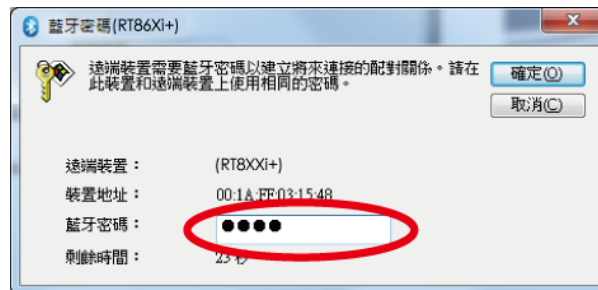 藍牙密碼(RT86Xi+)
遠端裝置需要藍牙密碼以建立將來連接的配對關係。請在
此裝置和遠端裝置上使用相同的密碼。
確定(O)
取消(C)
遠端裝置： (RT8XXi+)
裝置地址： 00:1A:FF:03:15:48
藍牙密碼： ●●●●
剩餘時間： 23 秒